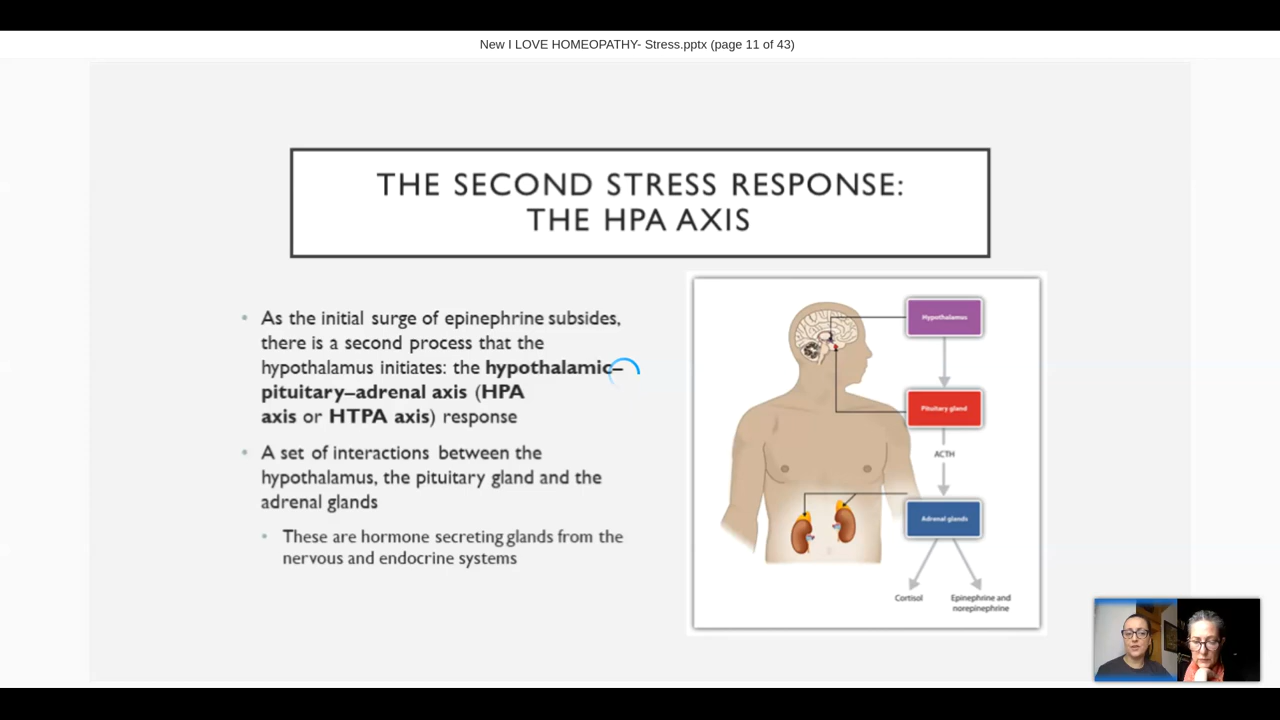 New I LOVE HOMEOPATHY- Stress.pptx (page 11 of 43)
THE SECOND STRESS RESPONSE:
THE HPA AXIS
• As the initial surge of epinephrine subsides,
there is a second process that the
hypothalamus initiates: the hypothalamic–
pituitary–adrenal axis (HPA
axis or HTPA axis) response
• A set of interactions between the
hypothalamus, the pituitary gland and the
adrenal glands
• These are hormone secreting glands from the
nervous and endocrine systems
Hypothalamus
Pituitary gland
ACTH
Adrenal glands
Cortisol
Epinephrine and
norepinephrine